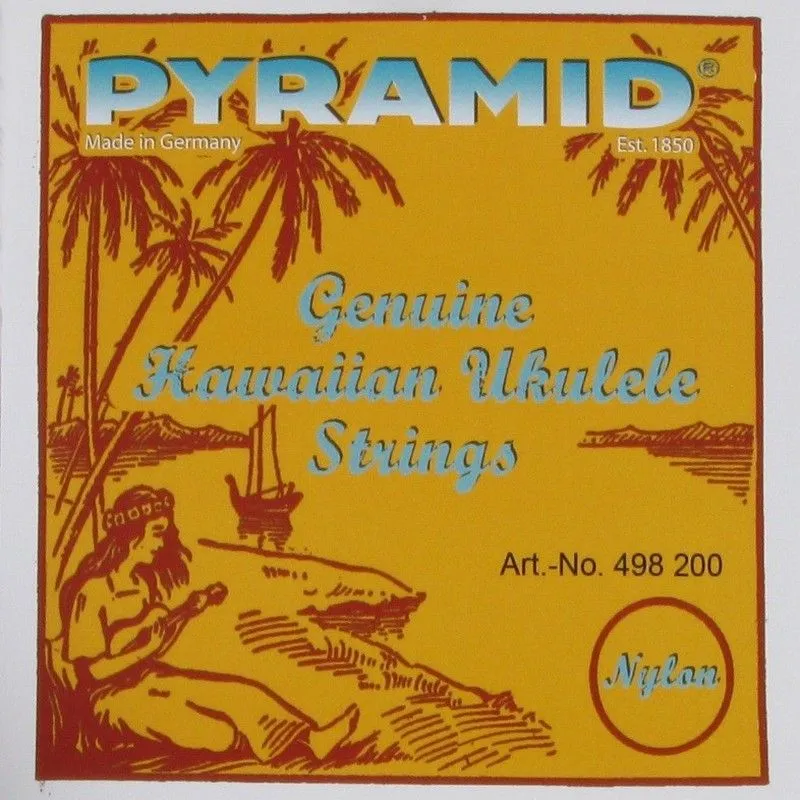 PYRAMID®
Made in Germany
Est. 1850
Genuine
Hawaiian Ukulele
Strings
Art.-No. 498 200
Nylon